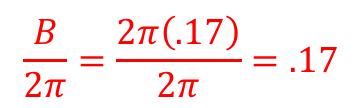 B/2π = 2π(.17)/2π = .17